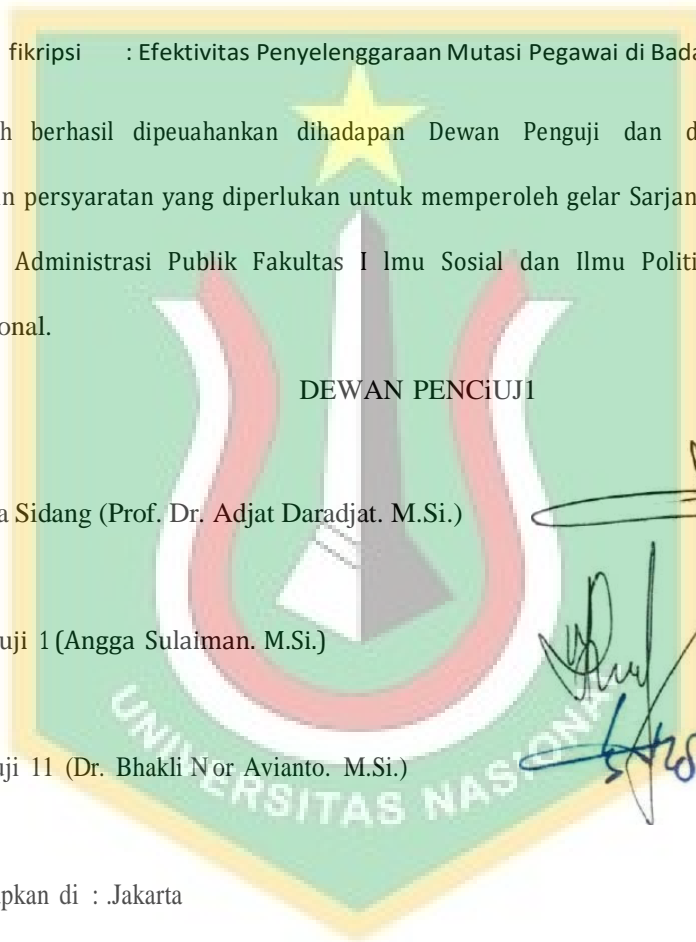 fikripsi : Efektivitas Penyelenggaraan Mutasi Pegawai di Bada
h berhasil dipeuahankan dihadapan Dewan Penguji dan d
n persyaratan yang diperlukan untuk memperoleh gelar Sarjan
Administrasi Publik Fakultas I lmu Sosial dan Ilmu Politi
onal.
DEWAN PENCiUJ1
a Sidang (Prof. Dr. Adjat Daradjat. M.Si.)
uji 1 (Angga Sulaiman. M.Si.)
uji 11 (Dr. Bhakli Nor Avianto. M.Si.)
UNIVERSITAS NASIONA
pkan di : .Jakarta